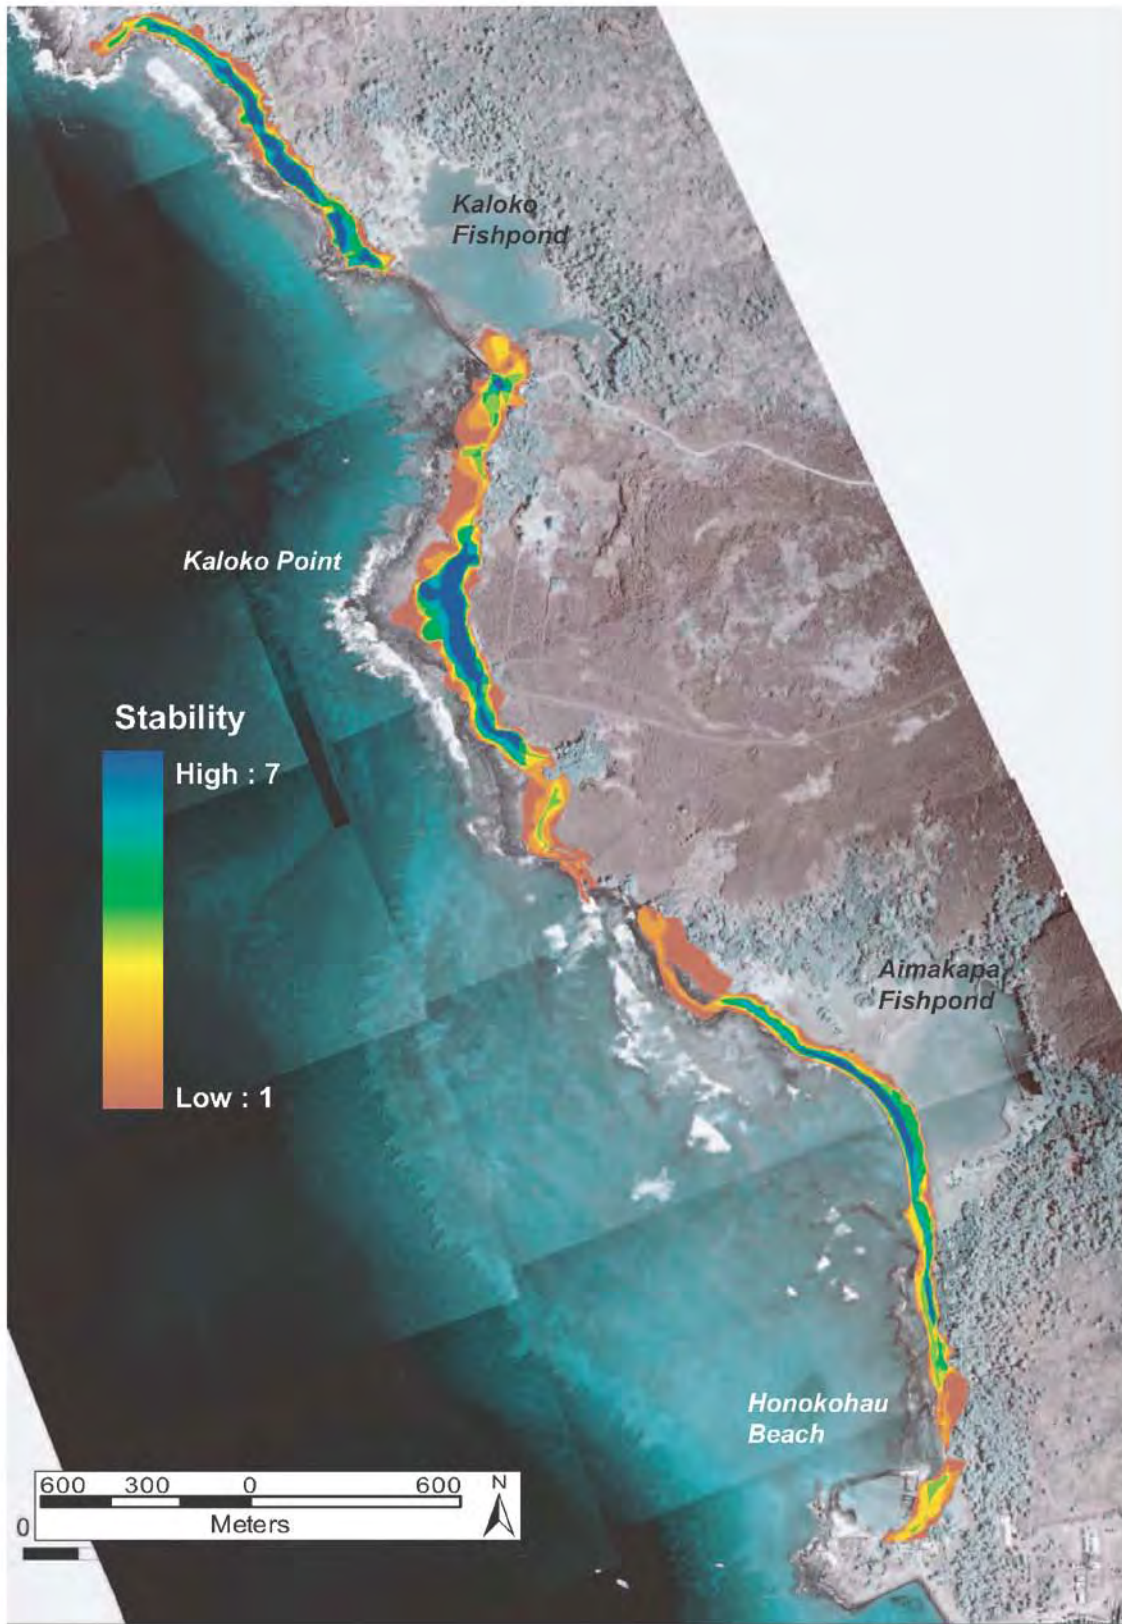 Kaloko
Fishpond
Kaloko Point
Stability
High : 7
Aimakapa
Fishpond
Low : 1
Honokohau
Beach
600 300 0 600
N
Meters
0